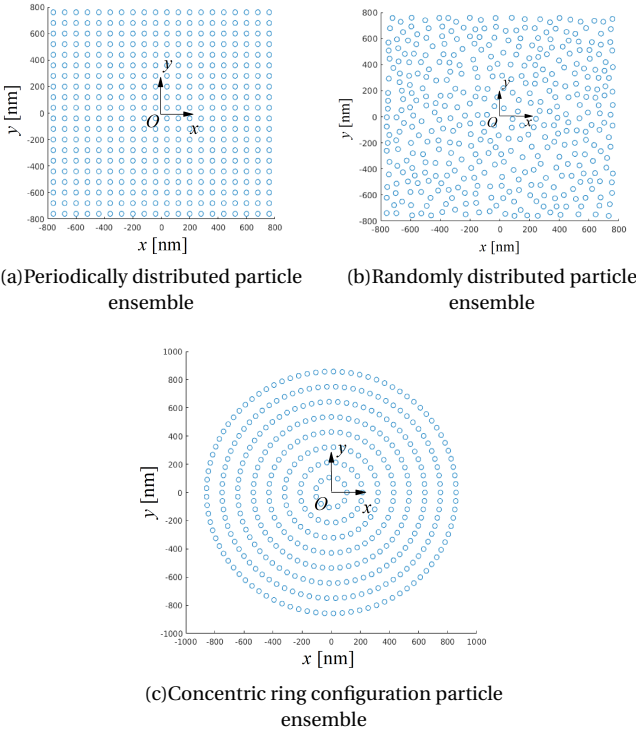 800
600
400
200
0
-200
-400
-600
-800
y [nm]
y
O
x
-800 -600 -400 -200 0 200 400 600 800
x [nm]
(a)Periodically distributed particle
ensemble
800
600
400
200
0
-200
-400
-600
-800
y [nm]
y
O
x
-800 -600 -400 -200 0 200 400 600 800
x [nm]
(b)Randomly distributed particle
ensemble
1000
800
600
400
200
0
-200
-400
-600
-800
-1000
y [nm]
y
O
x
-1000 -800 -600 -400 -200 0 200 400 600 800 1000
x [nm]
(c)Concentric ring configuration particle
ensemble